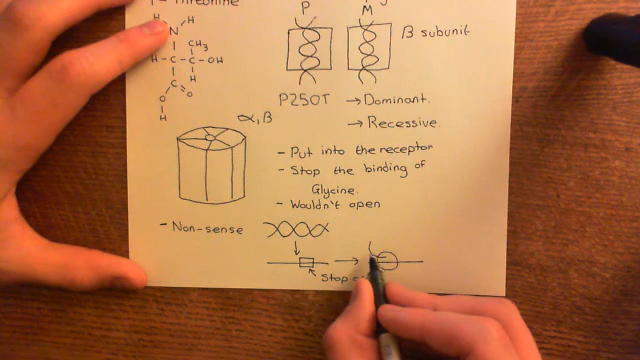 Threonine
P M
H
H
N
CH3
H-C-C-OH
H
C
O
O
H
β subunit
P250T → Dominant.
→ Recessive.
α, β
- Put into the receptor
- Stop the binding of
Glycine.
- Wouldn't open
- Non-sense
Stop